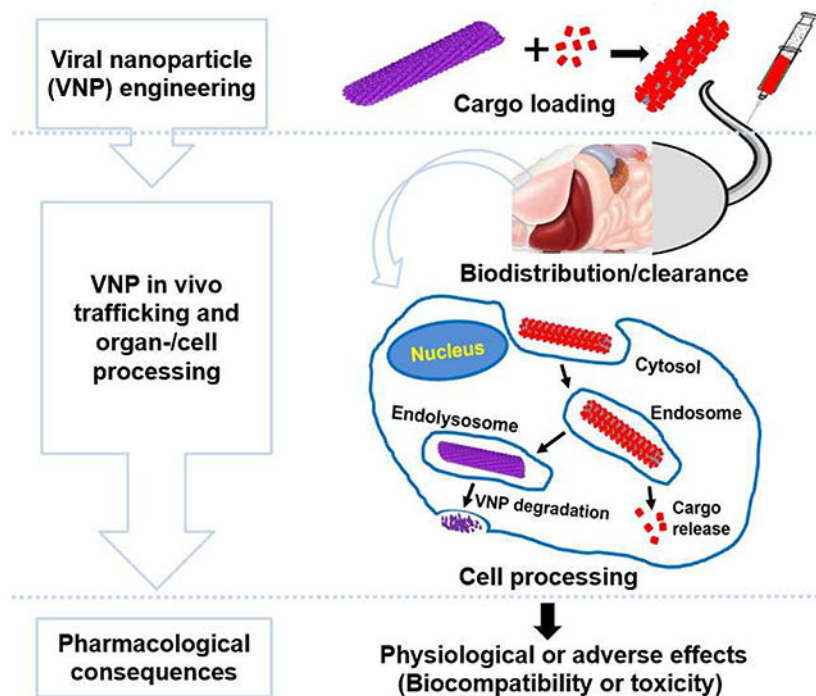 Viral nanoparticle
(VNP) engineering
+
Cargo loading
VNP in vivo
trafficking and
organ-/cell
processing
Biodistribution/clearance
Nucleus
Cytosol
Endolysosome
Endosome
VNP degradation
Cargo
release
Cell processing
Pharmacological
consequences
Physiological or adverse effects
(Biocompatibility or toxicity)